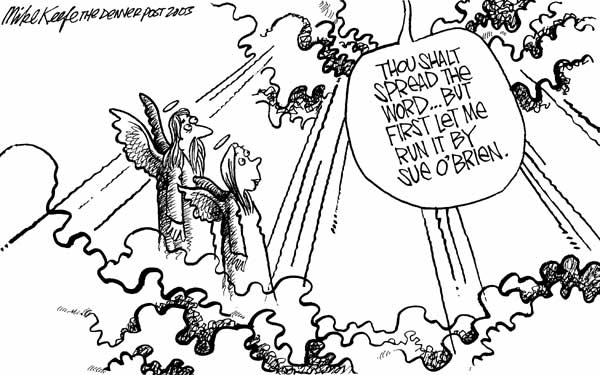 Mike Keefe THE DENVER POST 2003
THOU SHALT
SPREAD THE
WORD... BUT
FIRST LET ME
RUN IT BY
SUE O'BRIEN.